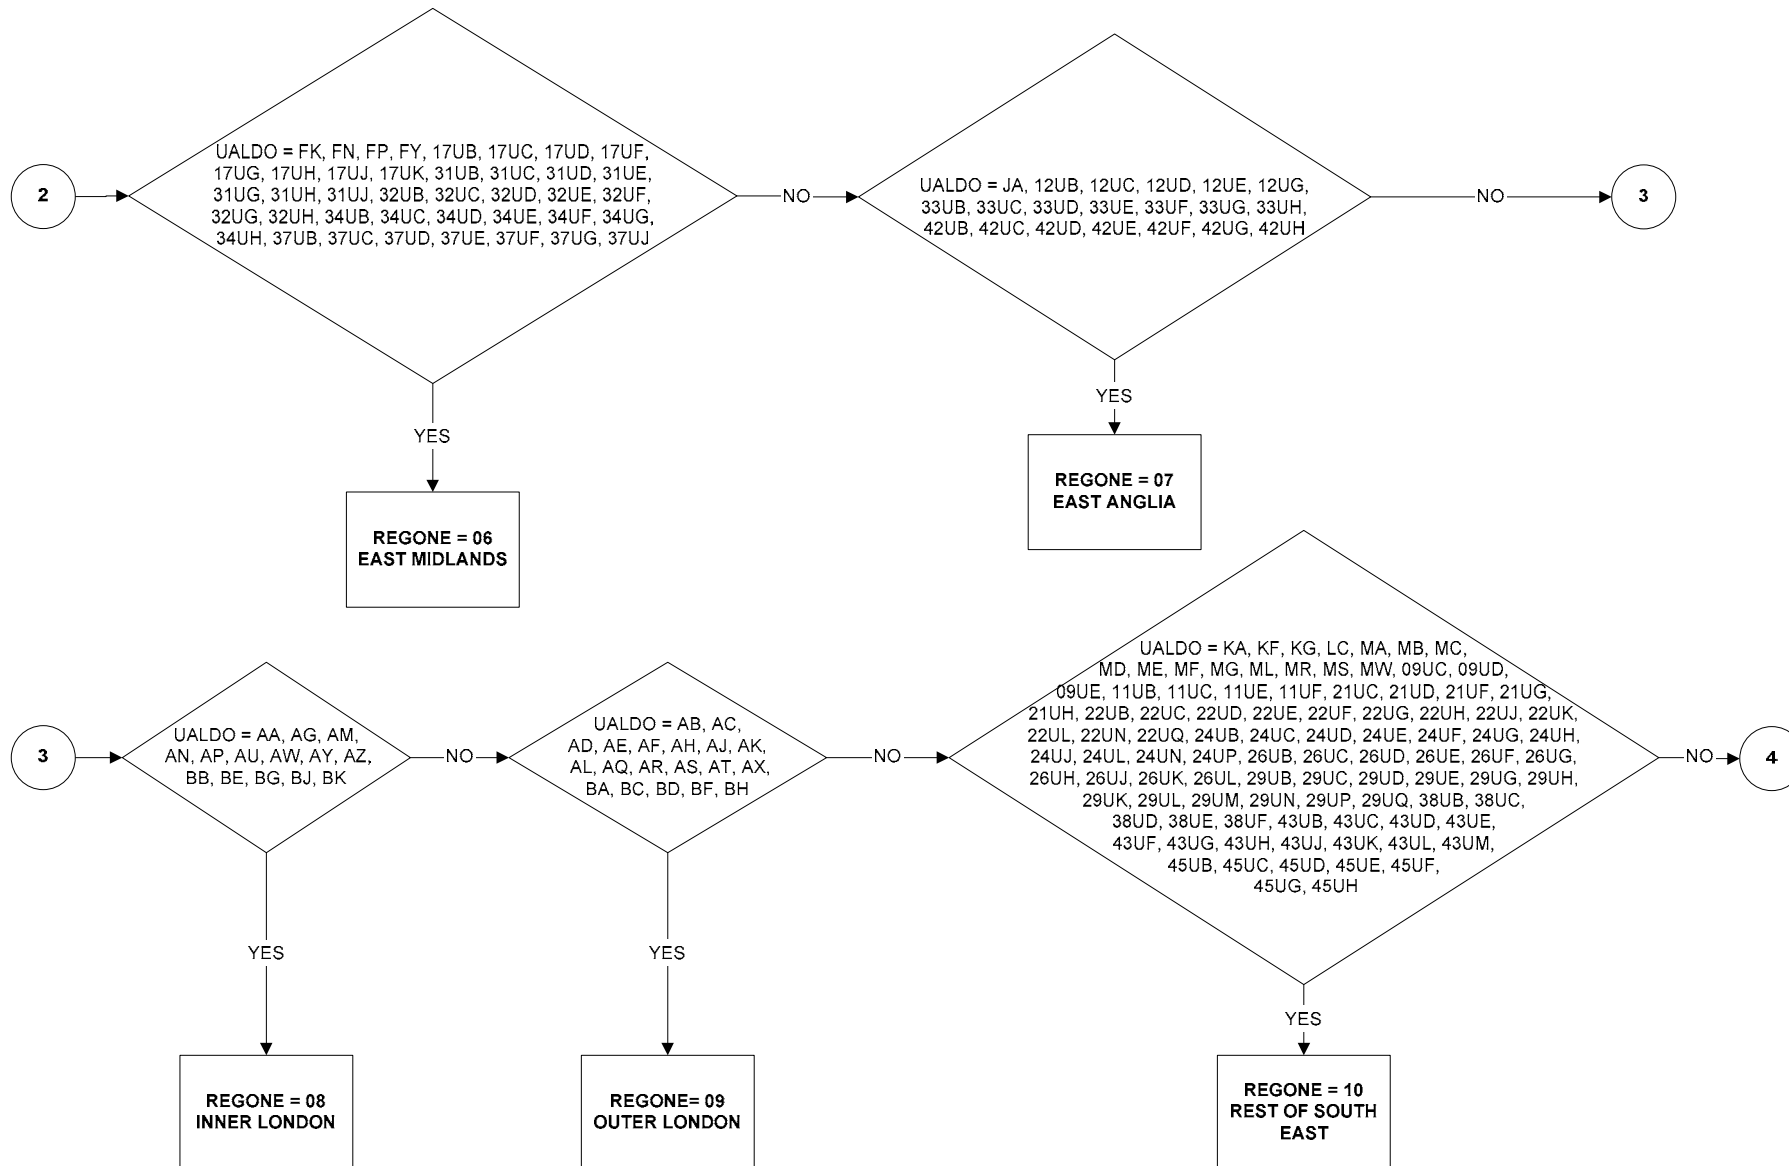 2
UALDO = FK, FN, FP, FY, 17UB, 17UC, 17UD, 17UF,
17UG, 17UH, 17UJ, 17UK, 31UB, 31UC, 31UD, 31UE,
31UG, 31UH, 31UJ, 32UB, 32UC, 32UD, 32UE, 32UF,
32UG, 32UH, 34UB, 34UC, 34UD, 34UE, 34UF, 34UG,
34UH, 37UB, 37UC, 37UD, 37UE, 37UF, 37UG, 37UJ
NO
UALDO = JA, 12UB, 12UC, 12UD, 12UE, 12UG,
33UB, 33UC, 33UD, 33UE, 33UF, 33UG, 33UH,
42UB, 42UC, 42UD, 42UE, 42UF, 42UG, 42UH
NO
3
YES
YES
REGONE = 06
EAST MIDLANDS
REGONE = 07
EAST ANGLIA
3
UALDO = AA, AG, AM,
AN, AP, AU, AW, AY, AZ,
BB, BE, BG, BJ, BK
NO
UALDO = AB, AC,
AD, AE, AF, AH, AJ, AK,
AL, AQ, AR, AS, AT, AX,
BA, BC, BD, BF, BH
NO
UALDO = KA, KF, KG, LC, MA, MB, MC,
MD, ME, MF, MG, ML, MR, MS, MW, 09UC, 09UD,
09UE, 11UB, 11UC, 11UE, 11UF, 21UC, 21UD, 21UF, 21UG,
21UH, 22UB, 22UC, 22UD, 22UE, 22UF, 22UG, 22UH, 22UJ, 22UK,
22UL, 22UN, 22UQ, 24UB, 24UC, 24UD, 24UE, 24UF, 24UG, 24UH,
24UJ, 24UL, 24UN, 24UP, 26UB, 26UC, 26UD, 26UE, 26UF, 26UG,
26UH, 26UJ, 26UK, 26UL, 29UB, 29UC, 29UD, 29UE, 29UG, 29UH,
29UK, 29UL, 29UM, 29UN, 29UP, 29UQ, 38UB, 38UC,
38UD, 38UE, 38UF, 43UB, 43UC, 43UD, 43UE,
43UF, 43UG, 43UH, 43UJ, 43UK, 43UL, 43UM,
45UB, 45UC, 45UD, 45UE, 45UF,
45UG, 45UH
NO
4
YES
YES
YES
REGONE = 08
INNER LONDON
REGONE= 09
OUTER LONDON
REGONE = 10
REST OF SOUTH
EAST